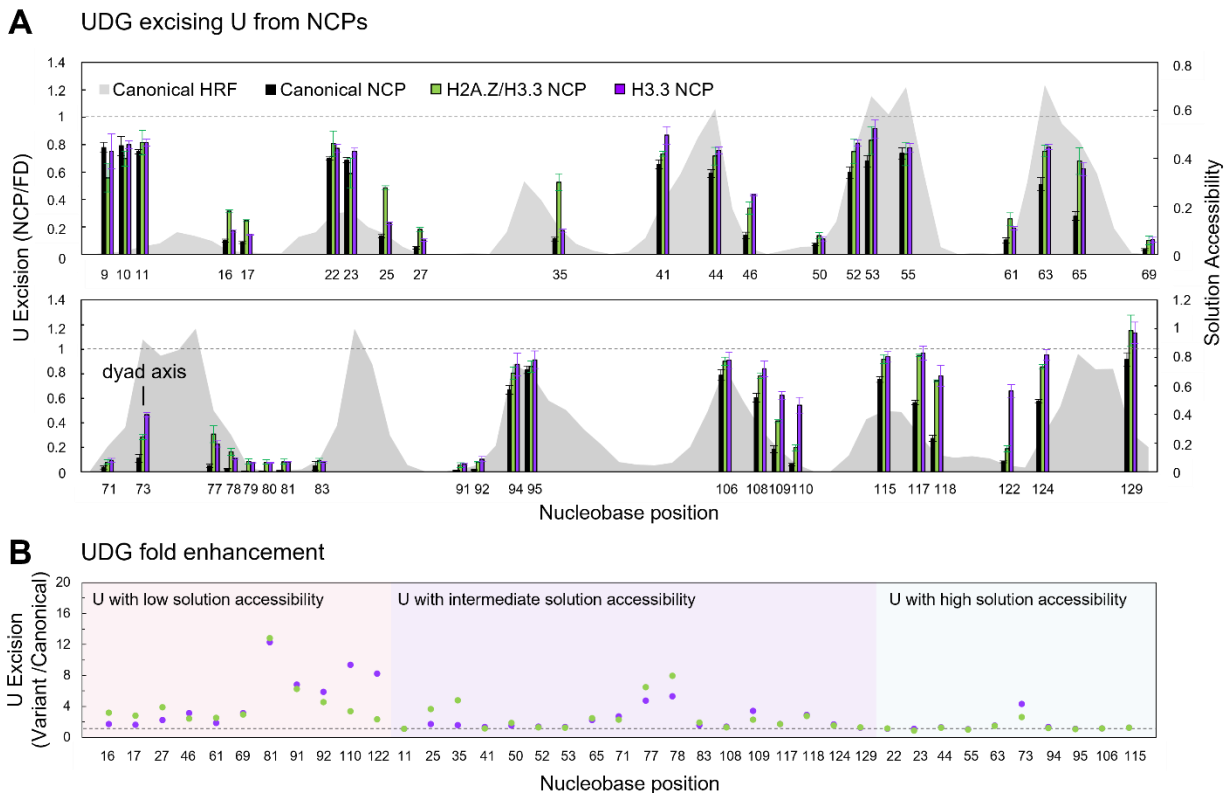 A UDG excising U from NCPs
1.4 1.2 1 0.8 0.6 0.4 0.2 0
U Excision (NCP/FD)
Canonical HRF Canonical NCP H2A.Z/H3.3 NCP H3.3 NCP
0.8 0.6 0.4 0.2 0
Solution Accessibility
9 10 11 16 17 22 23 25 27 35 41 44 46 50 52 53 55 61 63 65 69
1.4 1.2 1 0.8 0.6 0.4 0.2 0
dyad axis
1.2 1 0.8 0.6 0.4 0.2 0
71 73 77 78 79 80 81 83 91 92 94 95 106 108 109 110 115 117 118 122 124 129
Nucleobase position
B UDG fold enhancement
U Excision
(Variant /Canonical)
20 16 12 8 4 0
U with low solution accessibility U with intermediate solution accessibility U with high solution accessibility
16 17 27 46 61 69 81 91 92 110 122 11 25 35 41 50 52 53 65 71 77 78 83 108 109 117 118 124 129 22 23 44 55 63 73 94 95 106 115
Nucleobase position